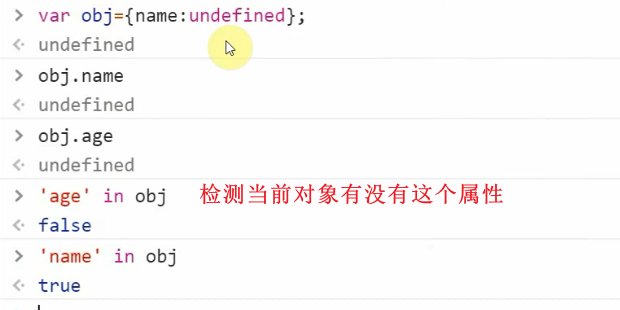 > var obj={name:undefined};
undefined
> obj.name
undefined
> obj.age
undefined
> 'age' in obj 检测当前对象有没有这个属性
false
> 'name' in obj
true